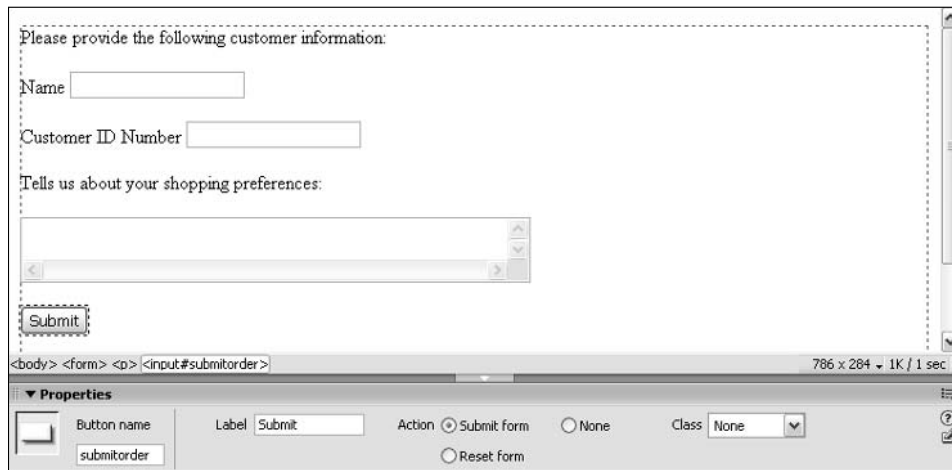 Please provide the following customer information:
Name
Customer ID Number
Tells us about your shopping preferences:
Submit
<body> <form> <p> <input#submitorder> 786 x 284 1K / 1 sec
Properties
Button name Label Submit Action Submit form None Class None
submitorder Reset form